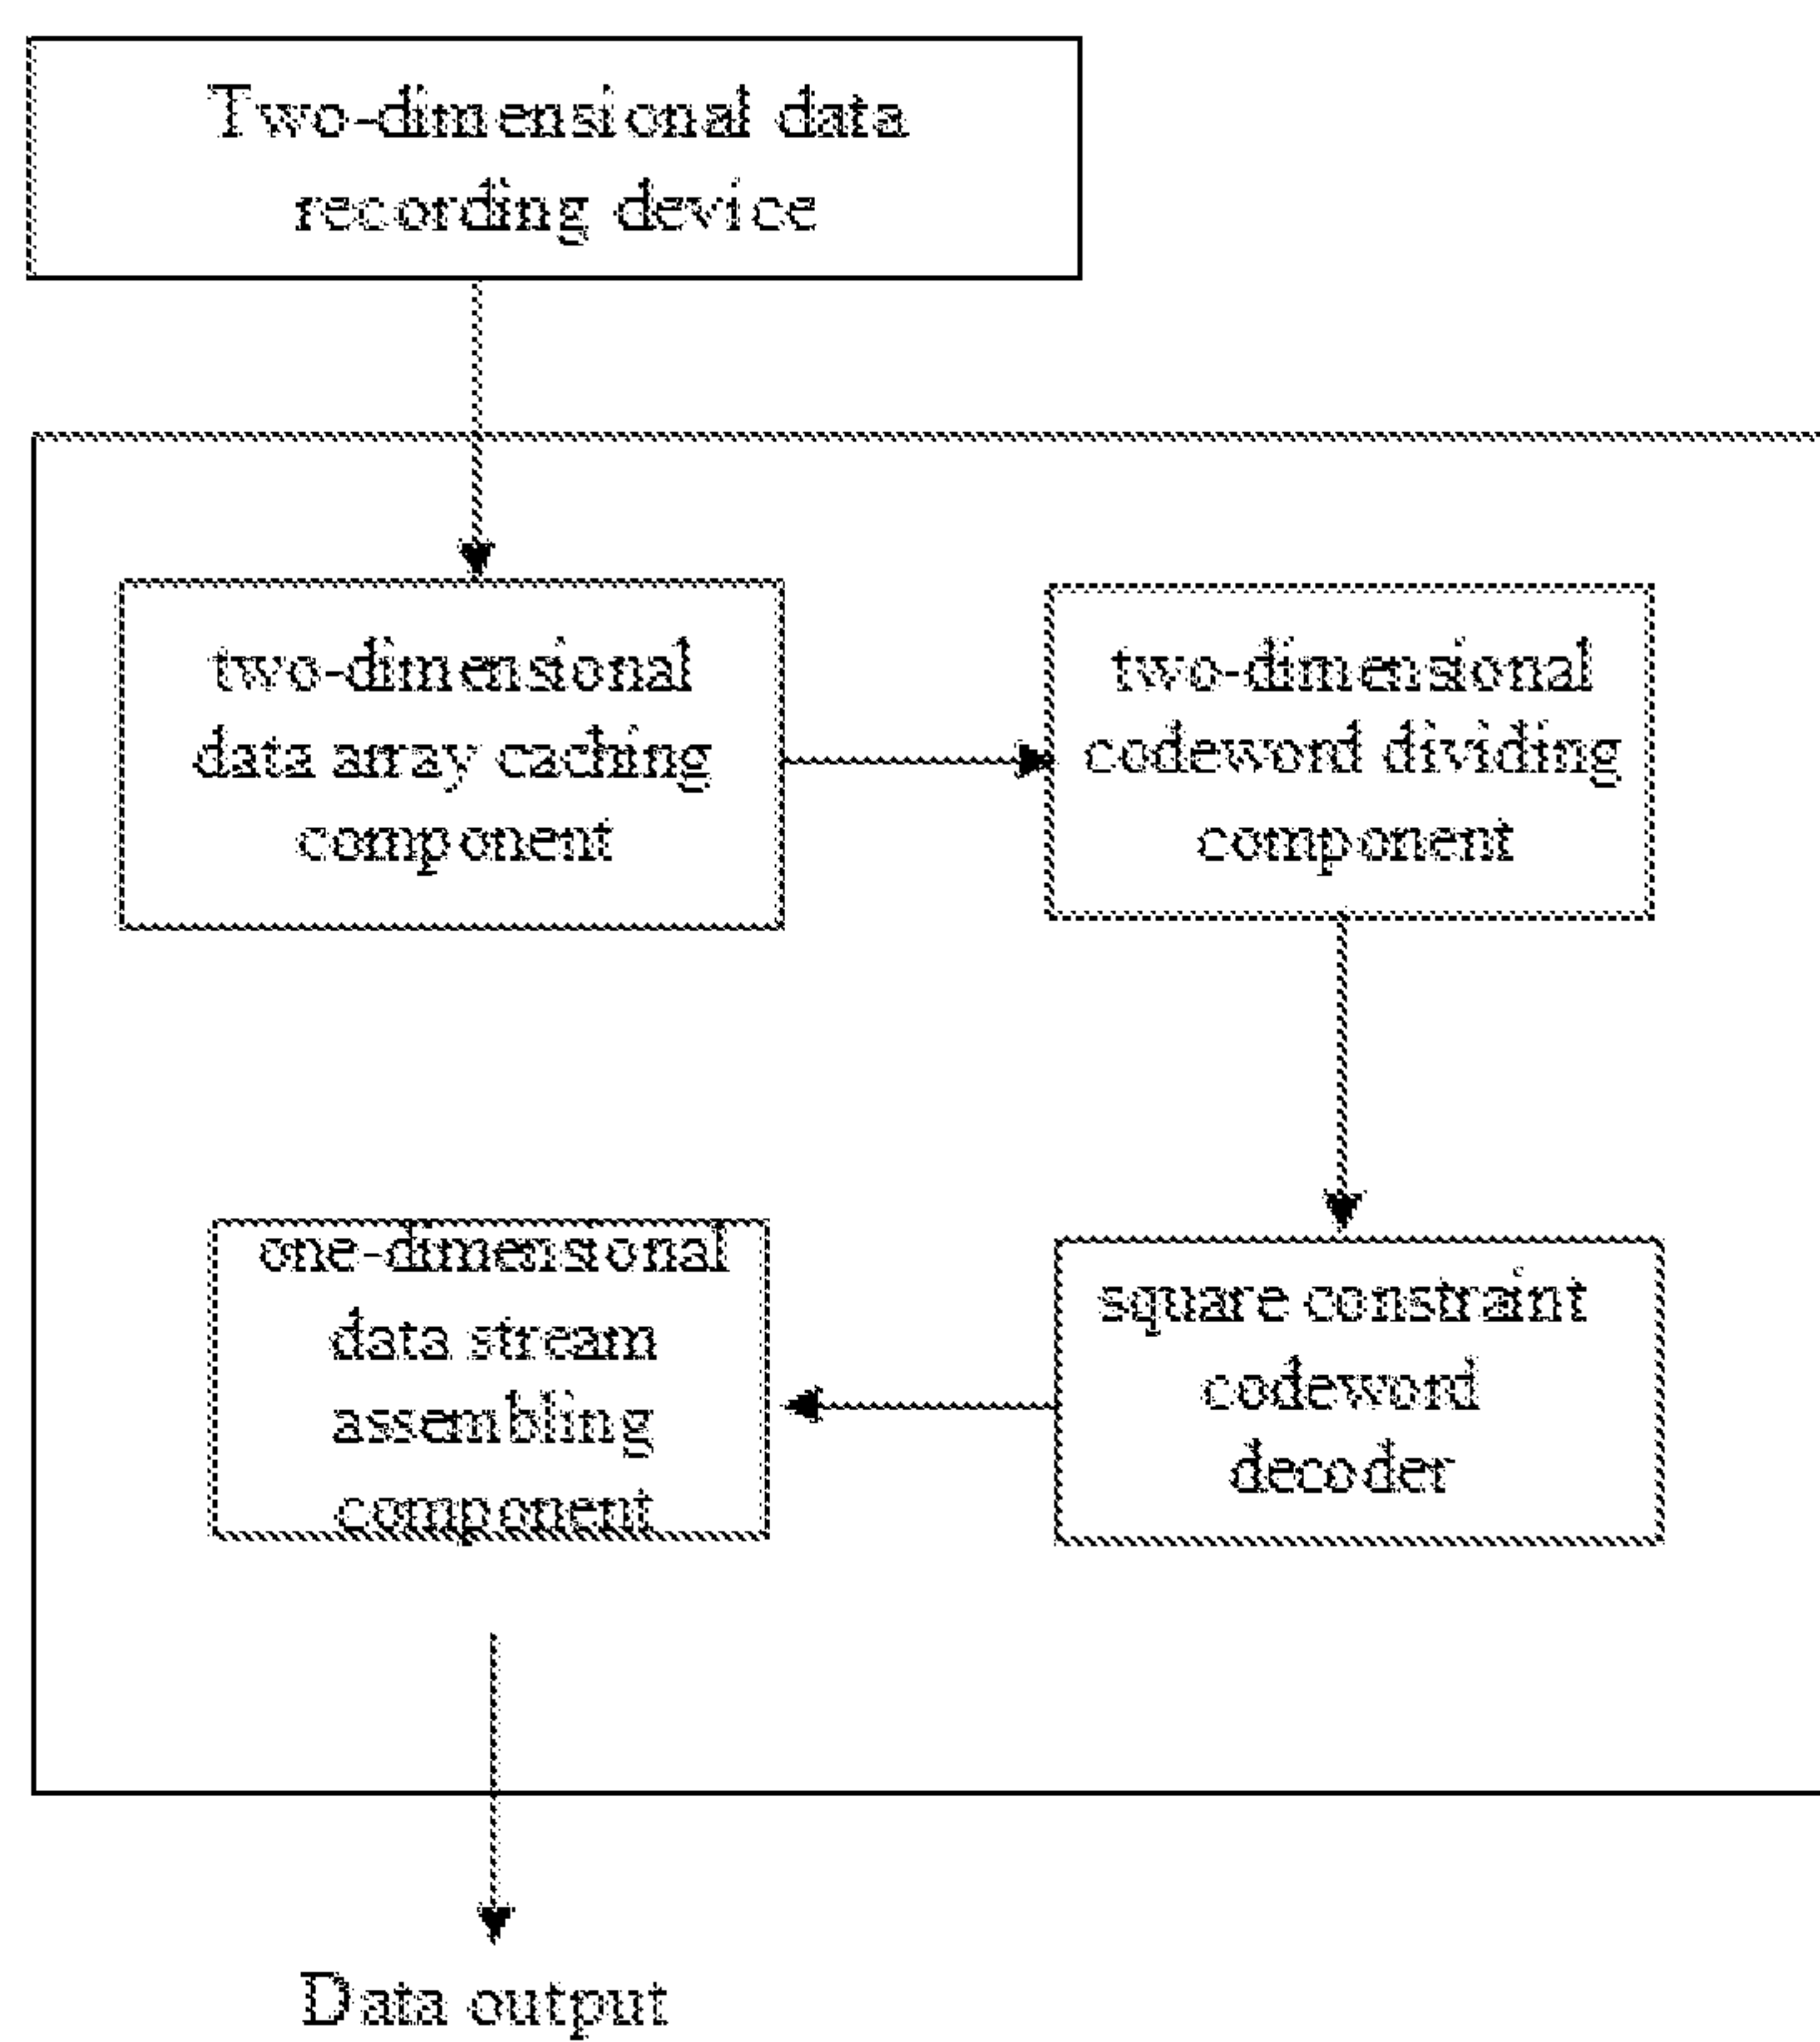 Two-dimensional data
recording device
two-dimensional
data array caching
component
two-dimensional
codeword dividing
component
square constraint
codeword
decoder
one-dimensional
data stream
assembling
component
Data output